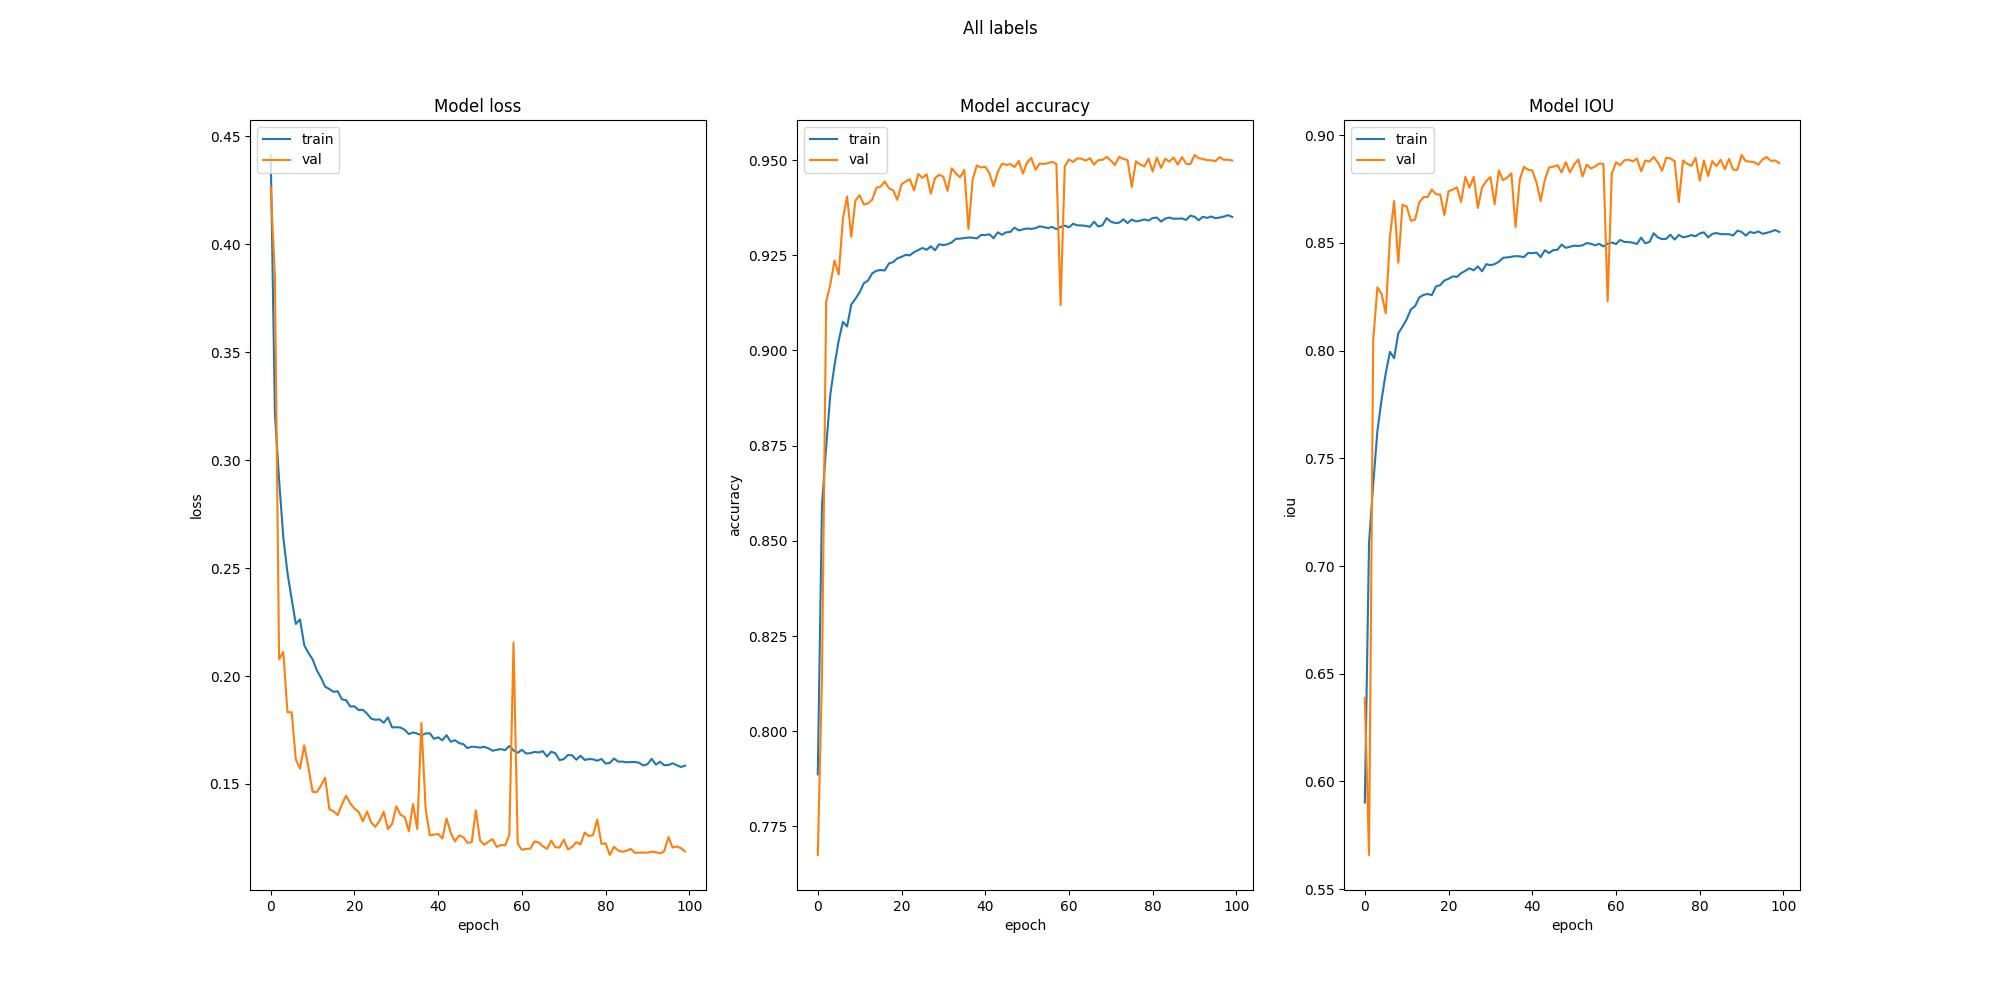 All labels
Model loss
train
val
0.45
0.40
0.35
0.30
0.25
0.20
0.15
loss
0 20 40 60 80 100
epoch
Model accuracy
train
val
0.950
0.925
0.900
0.875
0.850
0.825
0.800
0.775
accuracy
0 20 40 60 80 100
epoch
Model IOU
train
val
0.90
0.85
0.80
0.75
0.70
0.65
0.60
0.55
iou
0 20 40 60 80 100
epoch